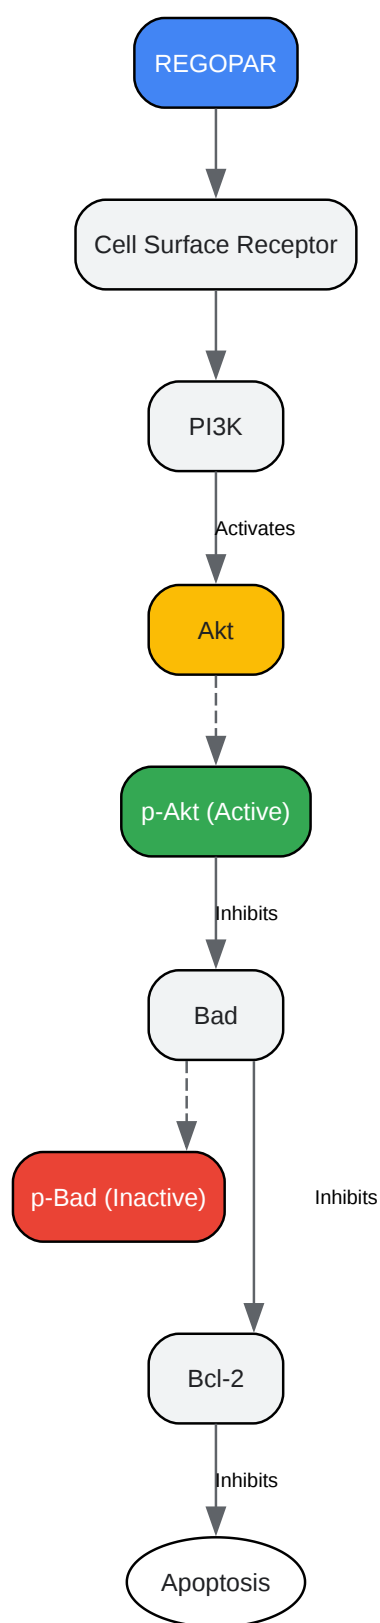 REGOPAR
Cell Surface Receptor
PI3K
Activates
Akt
p-Akt (Active)
Inhibits
Bad
p-Bad (Inactive)
Inhibits
Bcl-2
Inhibits
Apoptosis